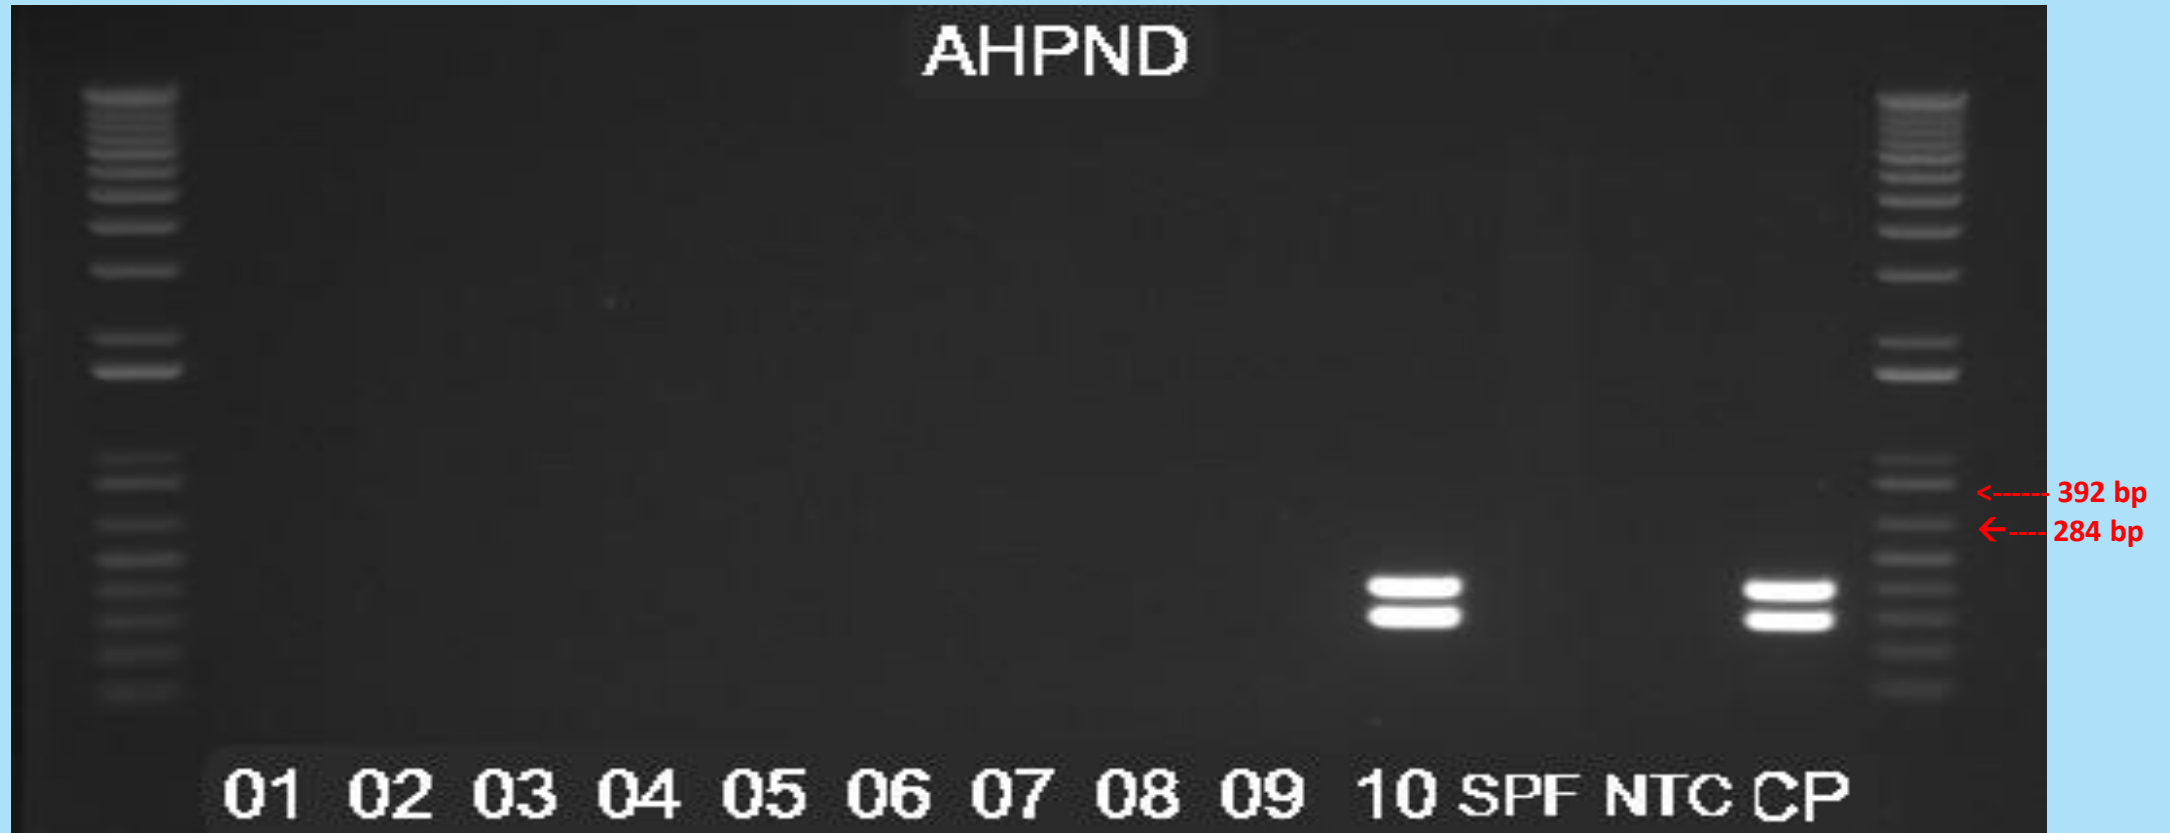 AHPND
<------ 392 bp
←---- 284 bp
01 02 03 04 05 06 07 08 09 10 SPF NTC CP